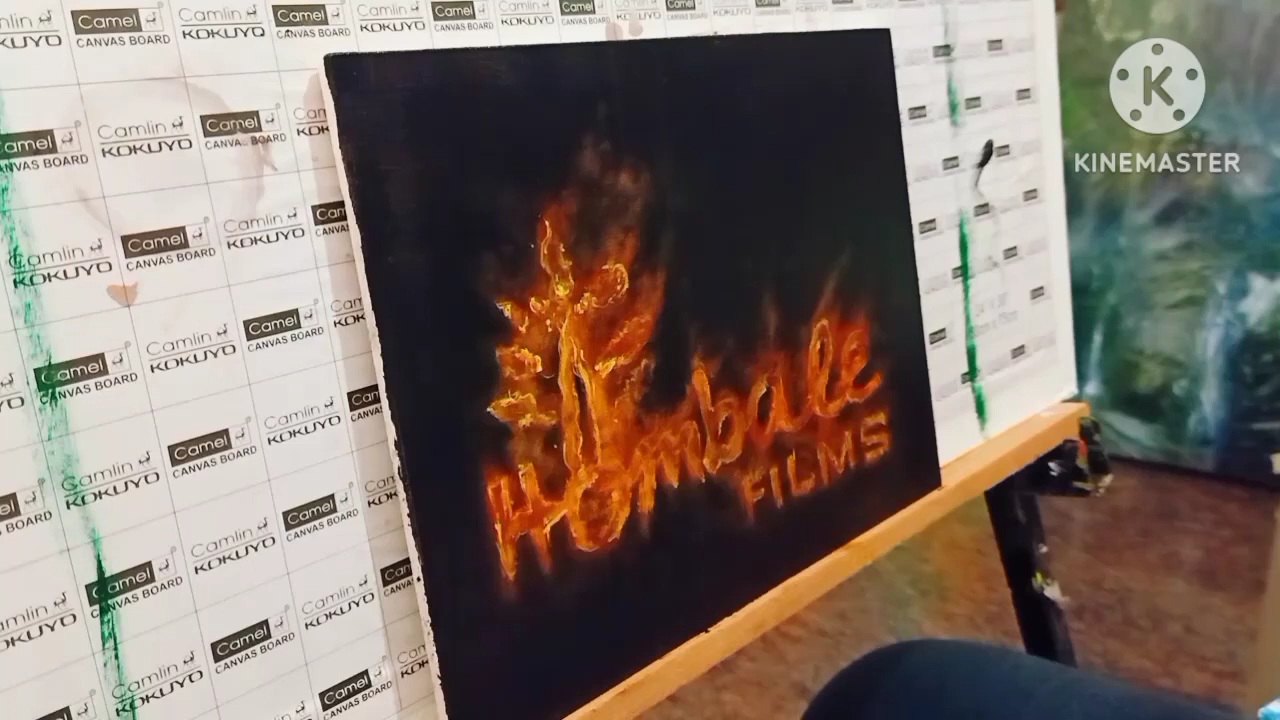 Camlin
KOKUYO
Camel
CANVAS BOARD
Hombale
FILMS
K
KINEMASTER